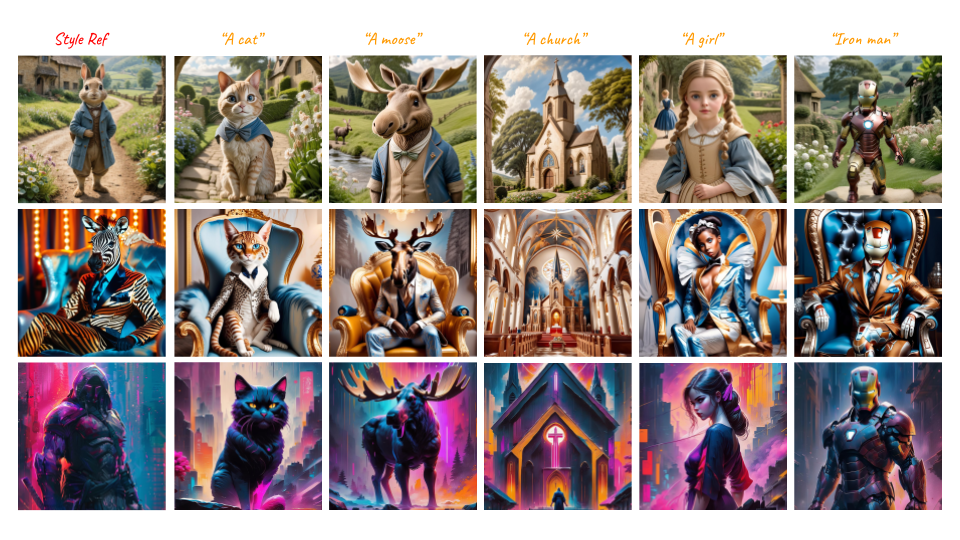 Style Ref
"A cat"
"A moose"
"A church"
"A girl"
"Iron man"